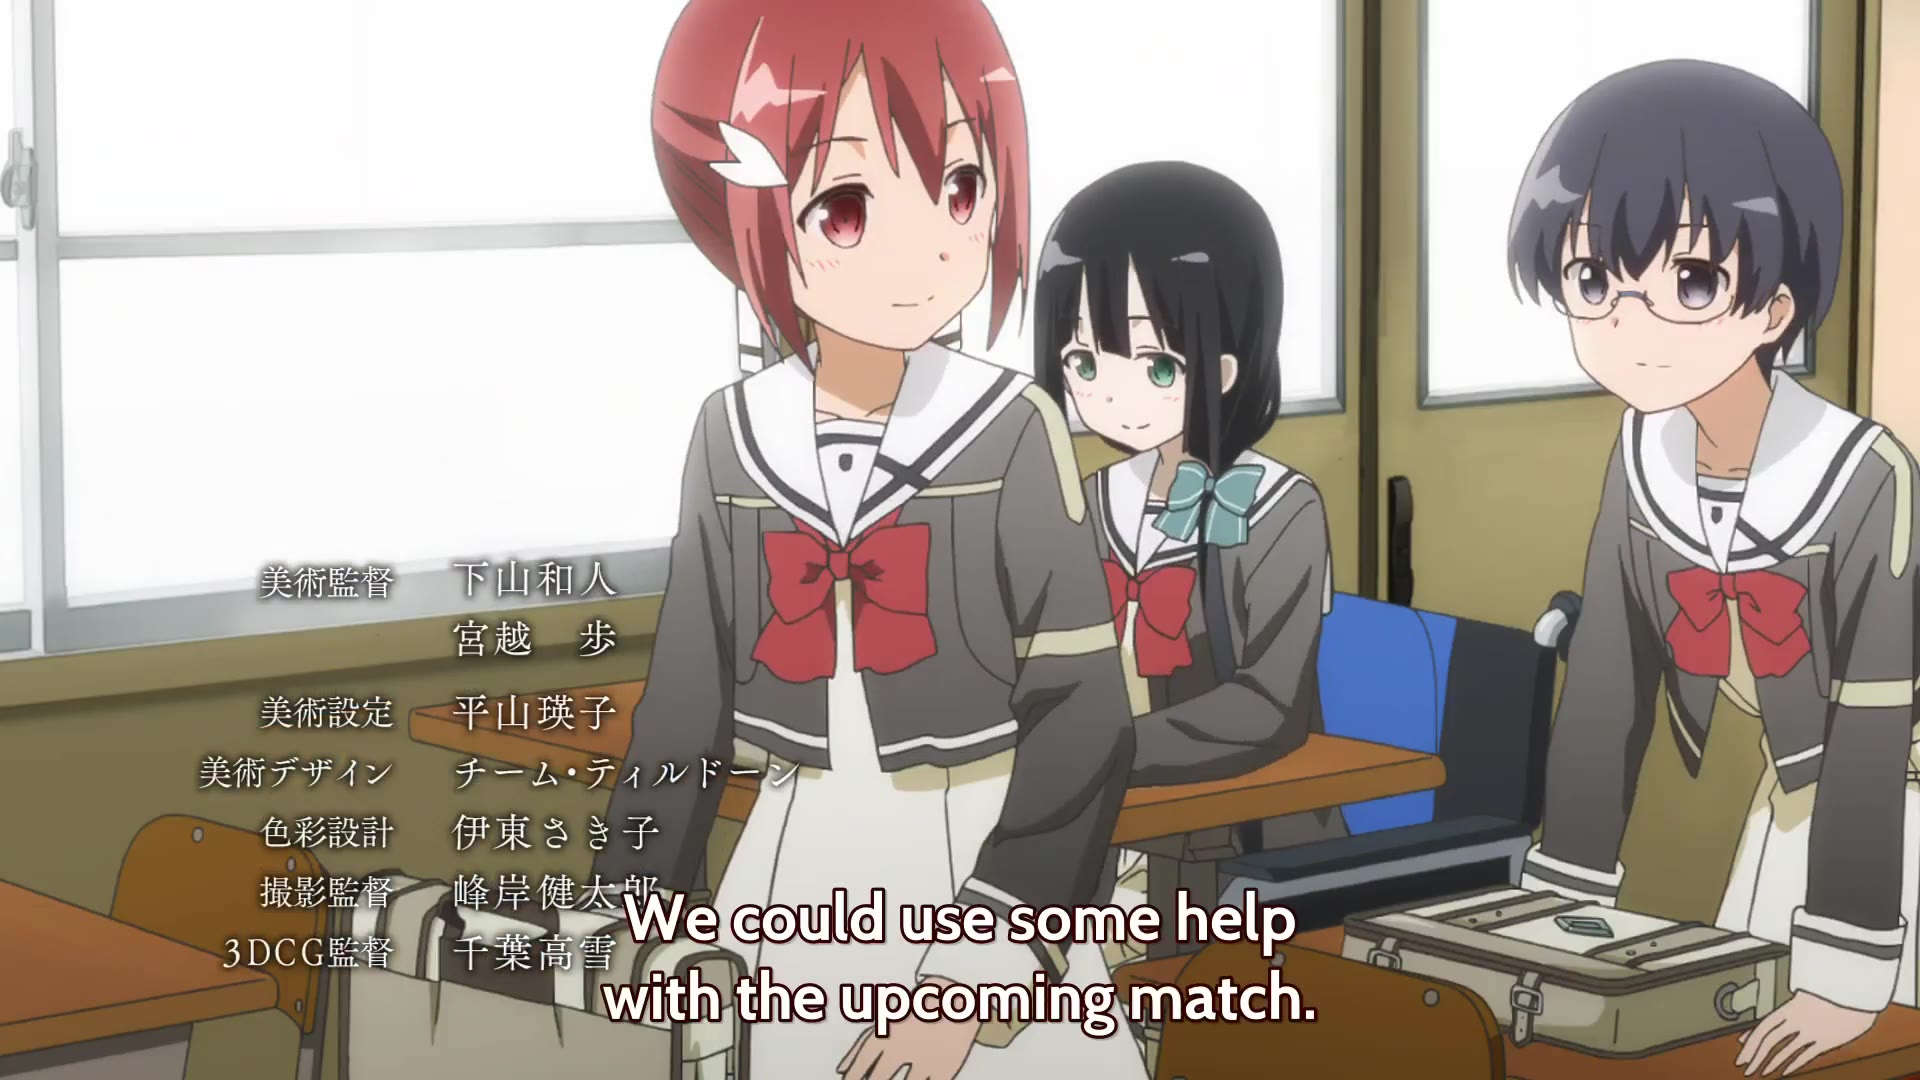 美術監督 下山和人
宮越 歩
美術設定 平山瑛子
美術デザイン チーム・ティルドーン
色彩設計 伊東さき子
撮影監督 峰岸健太郎
3DCG監督 千葉高雪
We could use some help
with the upcoming match.